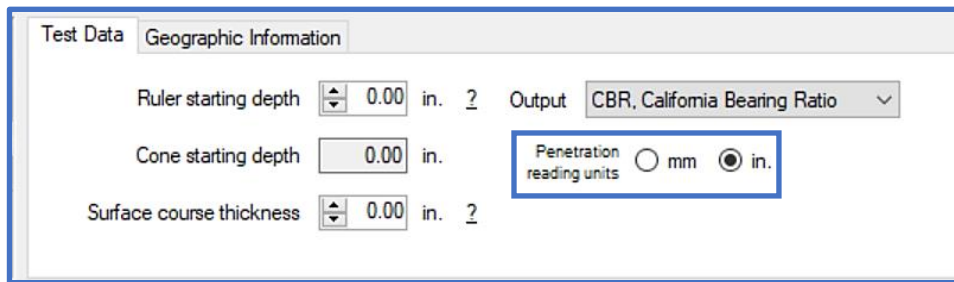 Test Data Geographic Information
Ruler starting depth 0.00 in. ? Output CBR, California Bearing Ratio
Cone starting depth 0.00 in. Penetration reading units mm in.
Surface course thickness 0.00 in. ?